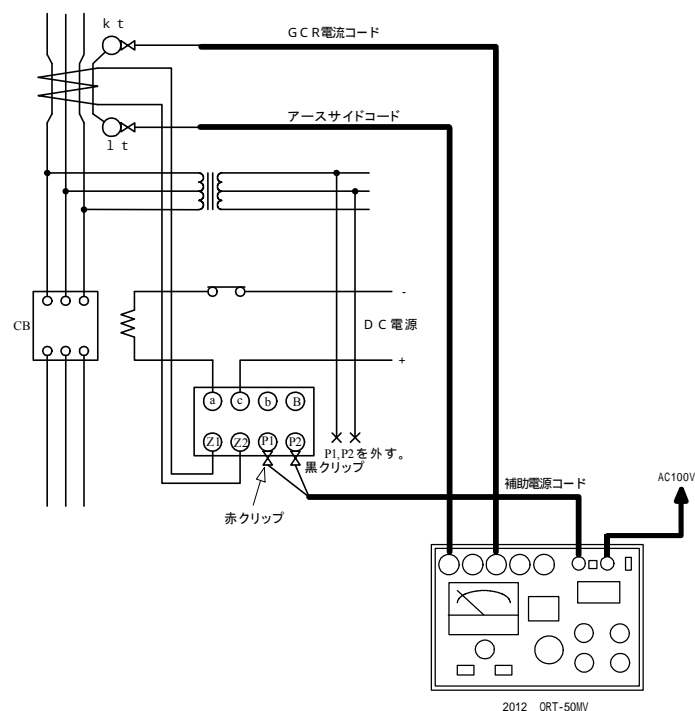 k t
GCR電流コード
アースサイドコード
l t
CB
-
DC電源
+
a c b B
Z1 Z2 P1 P2
P1,P2を外す。
黒クリップ
赤クリップ
補助電源コード
AC100V
2012 ORT-50MV